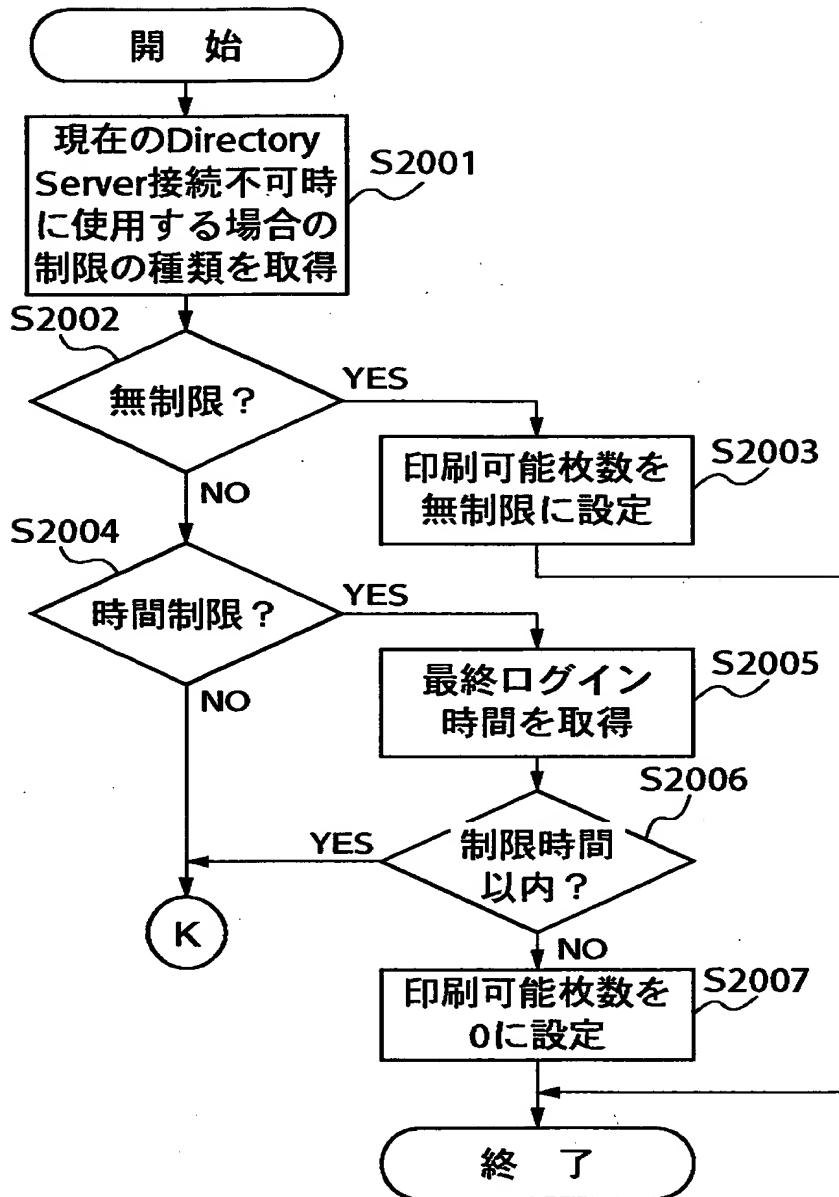 開 始
現在のDirectory
Server接続不可時
に使用する場合の
制限の種類を取得
S2001
S2002
無制限？
YES
NO
印刷可能枚数を
無制限に設定
S2003
S2004
時間制限？
YES
NO
最終ログイン
時間を取得
S2005
S2006
制限時間
以内？
YES
NO
K
印刷可能枚数を
0に設定
S2007
終 了